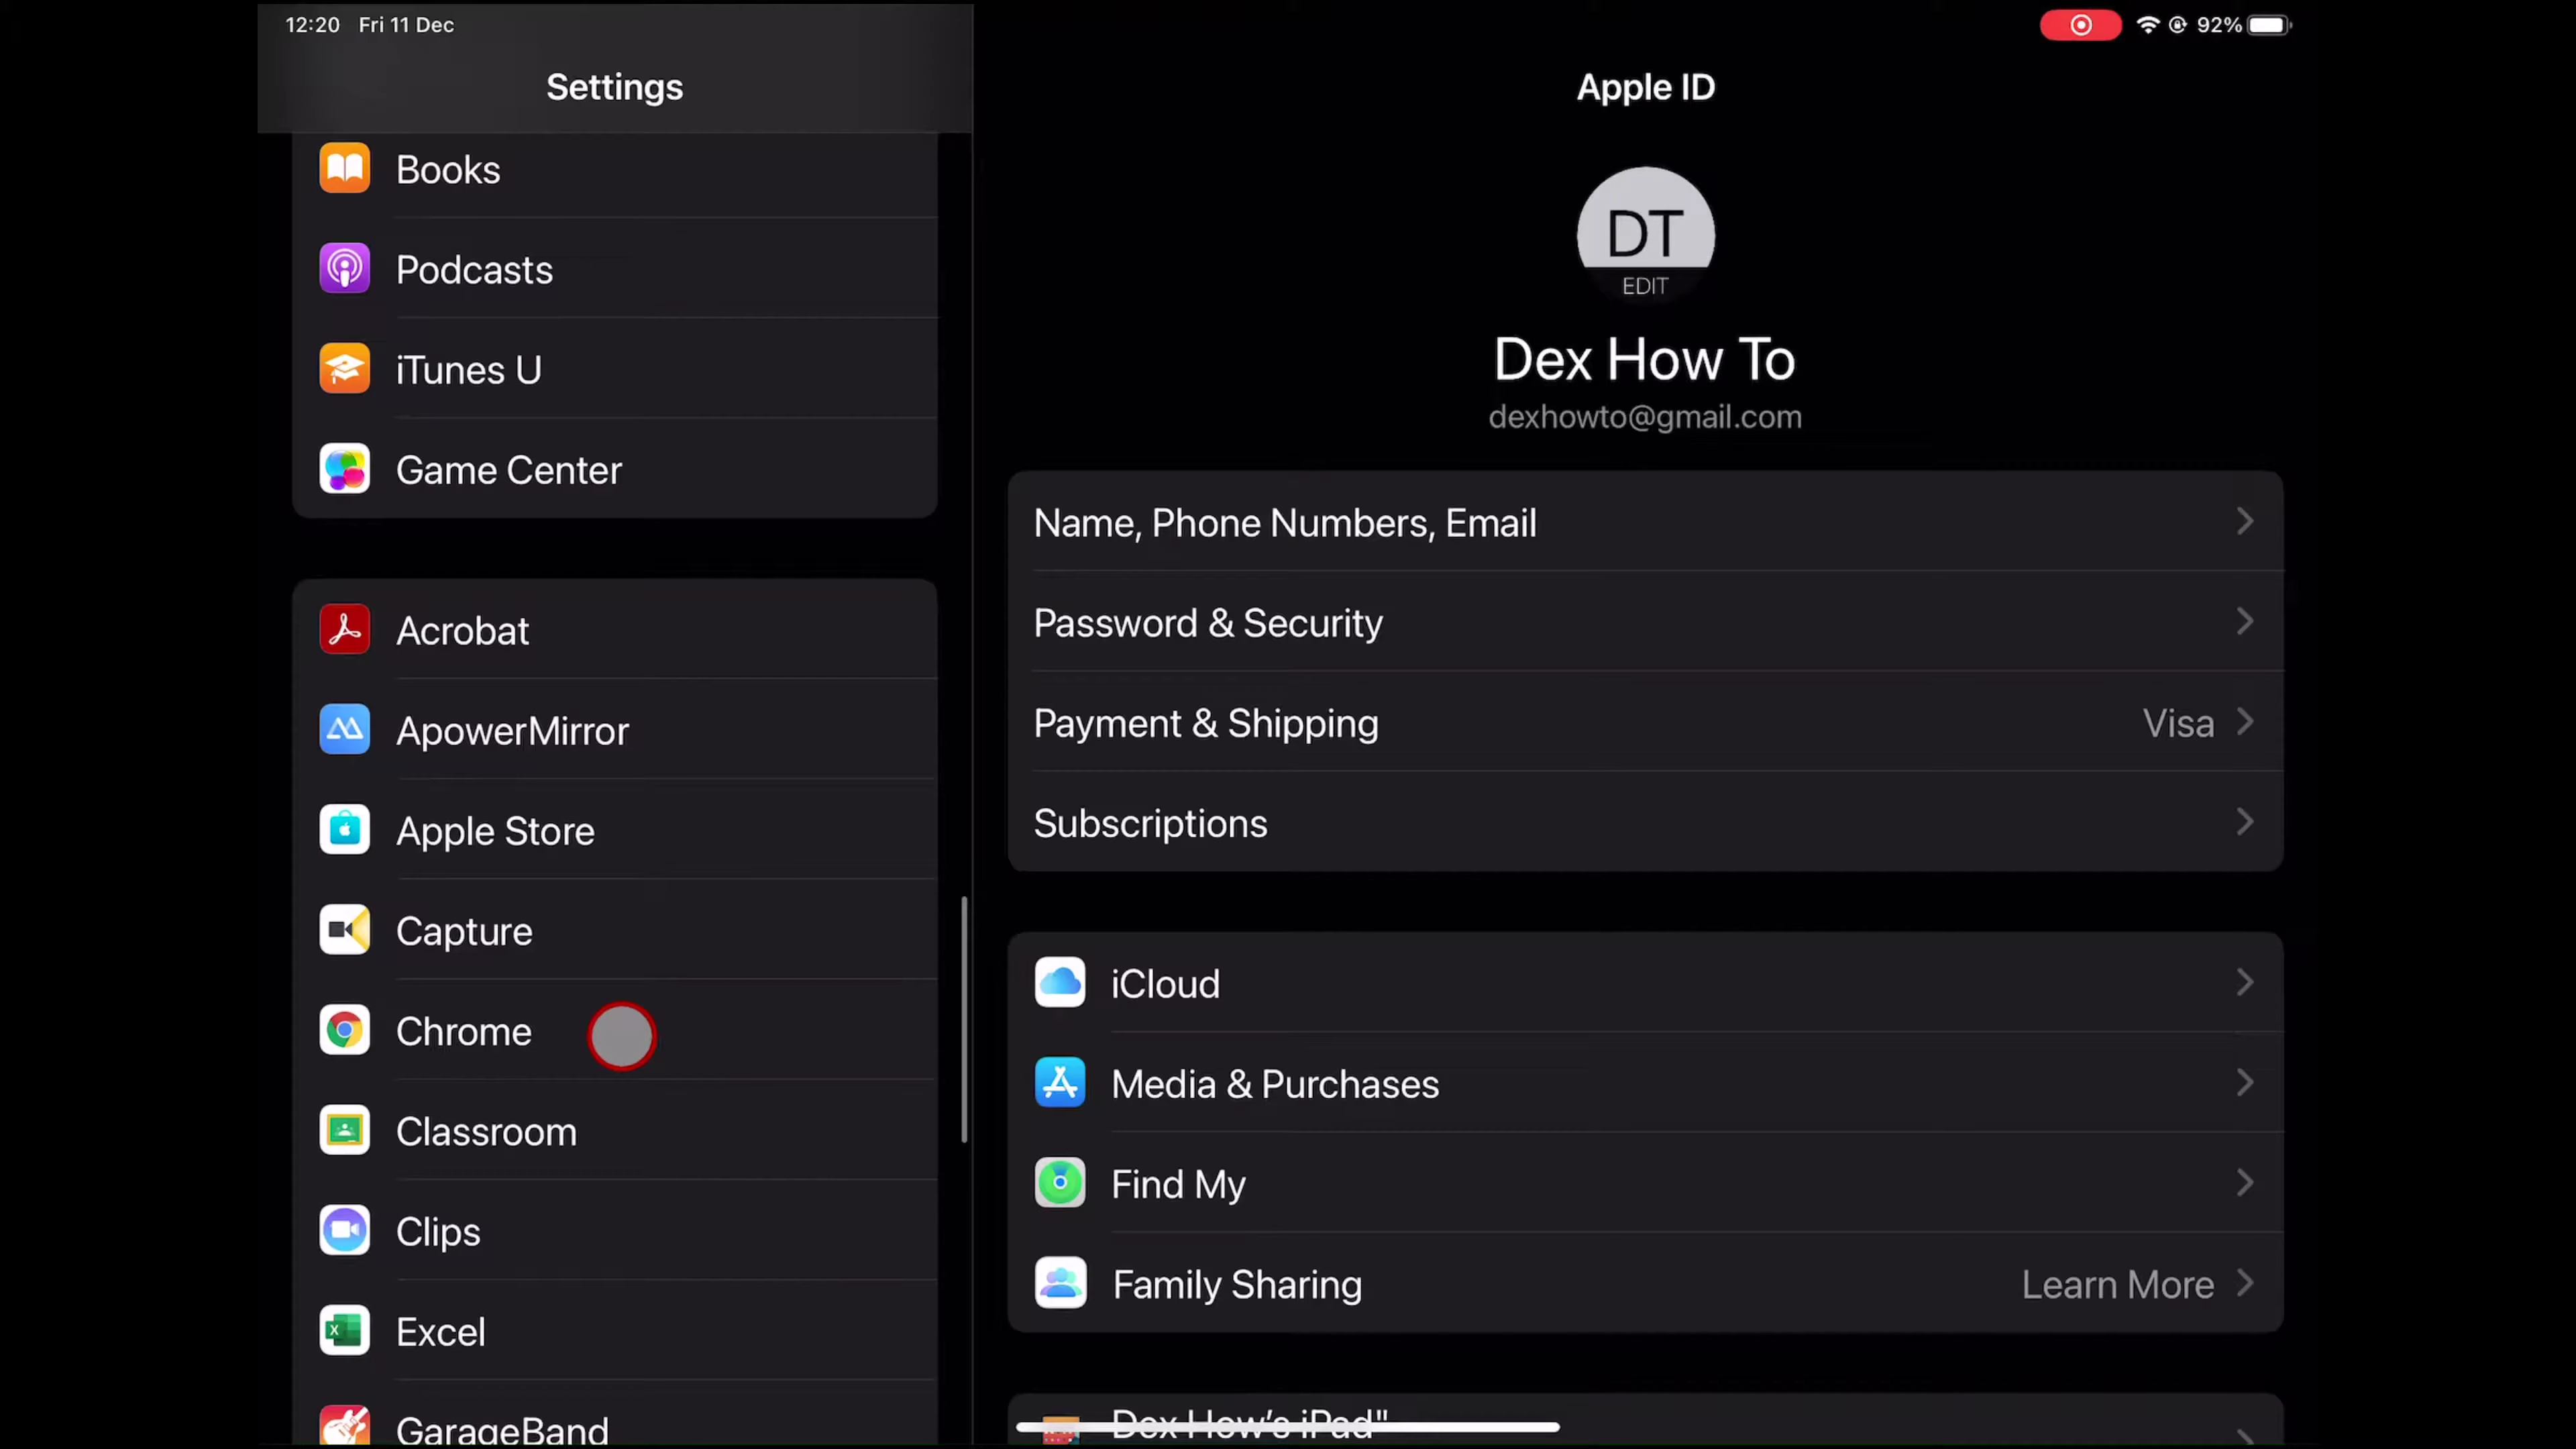 12:20 Fri 11 Dec
92%
Settings
Books
Podcasts
iTunes U
Game Center
Acrobat
ApowerMirror
Apple Store
Capture
Chrome
Classroom
Clips
Excel
GarageBand
Apple ID
DT
EDIT
Dex How To
dexhowto@gmail.com
Name, Phone Numbers, Email
Password & Security
Payment & Shipping Visa
Subscriptions
iCloud
Media & Purchases
Find My
Family Sharing Learn More
Dex How’s iPad"